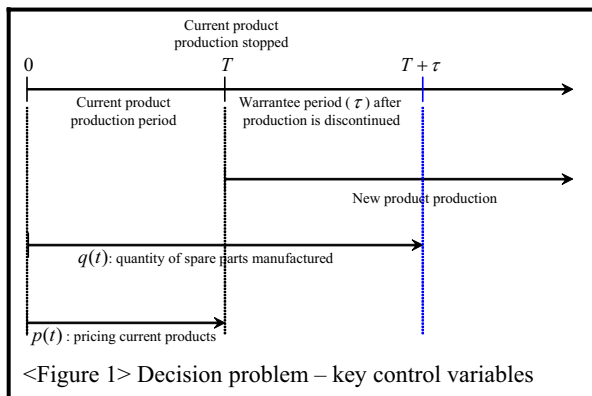 Current product
production stopped
0
T
T + τ
Current product
production period
Warrantee period ( τ ) after
production is discontinued
New product production
q(t): quantity of spare parts manufactured
p(t) : pricing current products
<Figure 1> Decision problem – key control variables